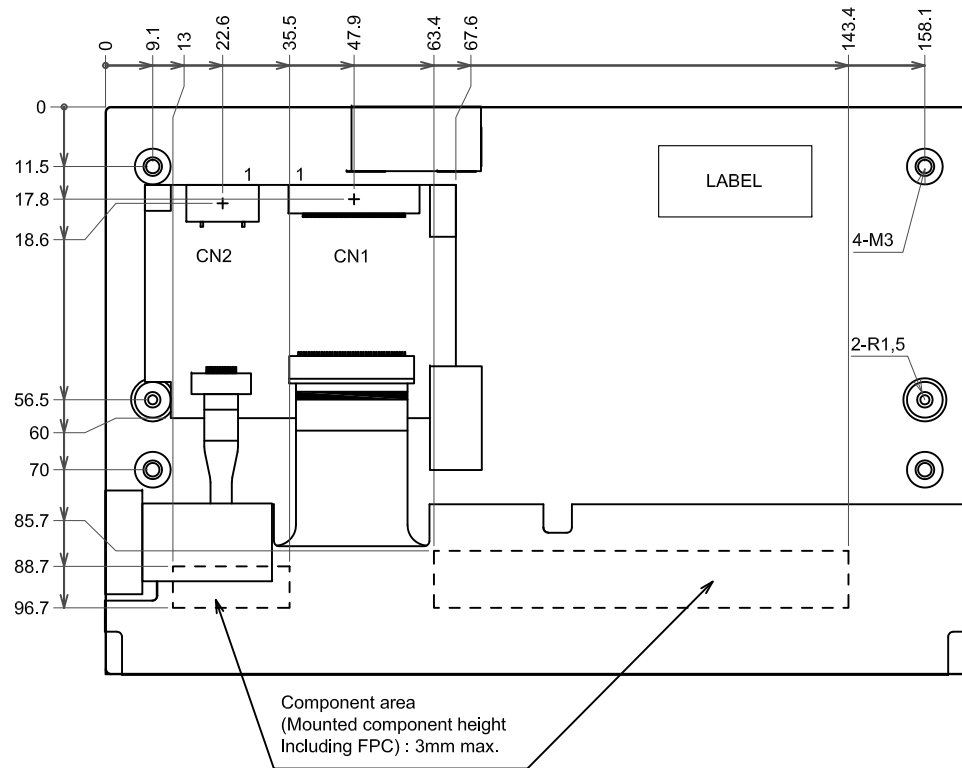 0
9.1
13
22.6
35.5
47.9
63.4
67.6
143.4
158.1
0
11.5
17.8
18.6
56.5
60
70
85.7
88.7
96.7
1
1
LABEL
CN2
CN1
4-M3
2-R1,5
Component area
(Mounted component height
Including FPC) : 3mm max.